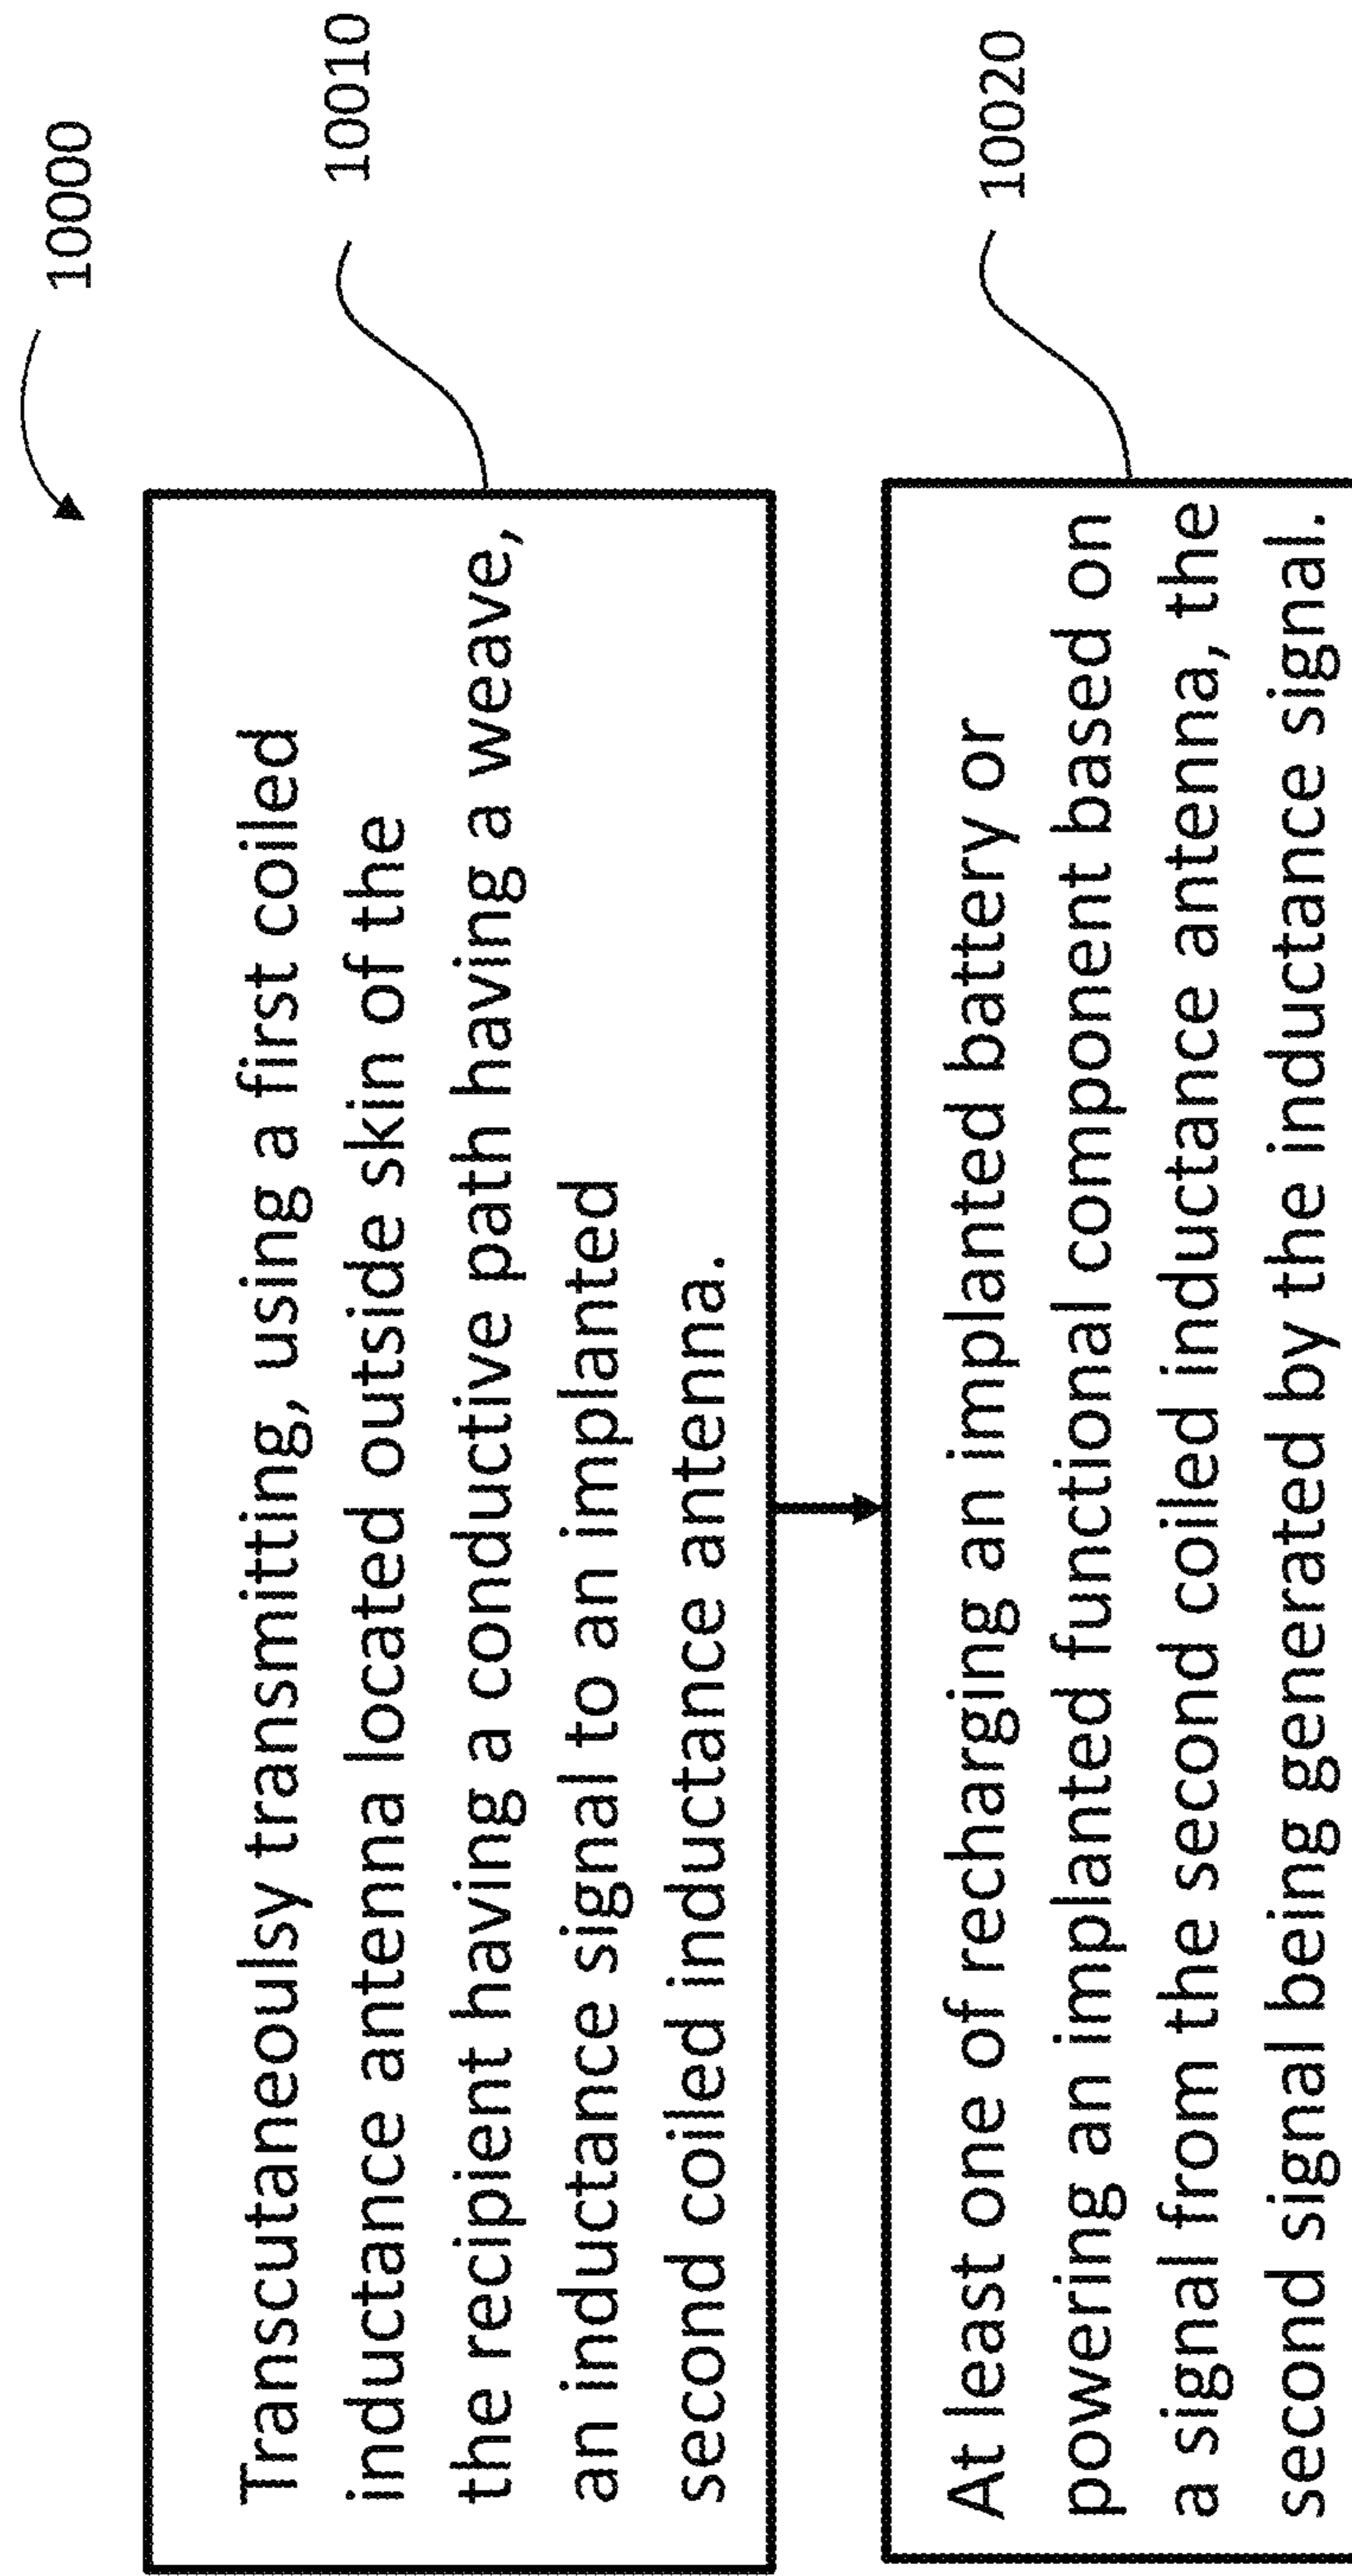 10000
10010
Transcutaneoulsy transmitting, using a first coiled
inductance antenna located outside skin of the
the recipient having a conductive path having a weave,
an inductance signal to an implanted
second coiled inductance antenna.
10020
At least one of recharging an implanted battery or
powering an implanted functional component based on
a signal from the second coiled inductance antenna, the
second signal being generated by the inductance signal.